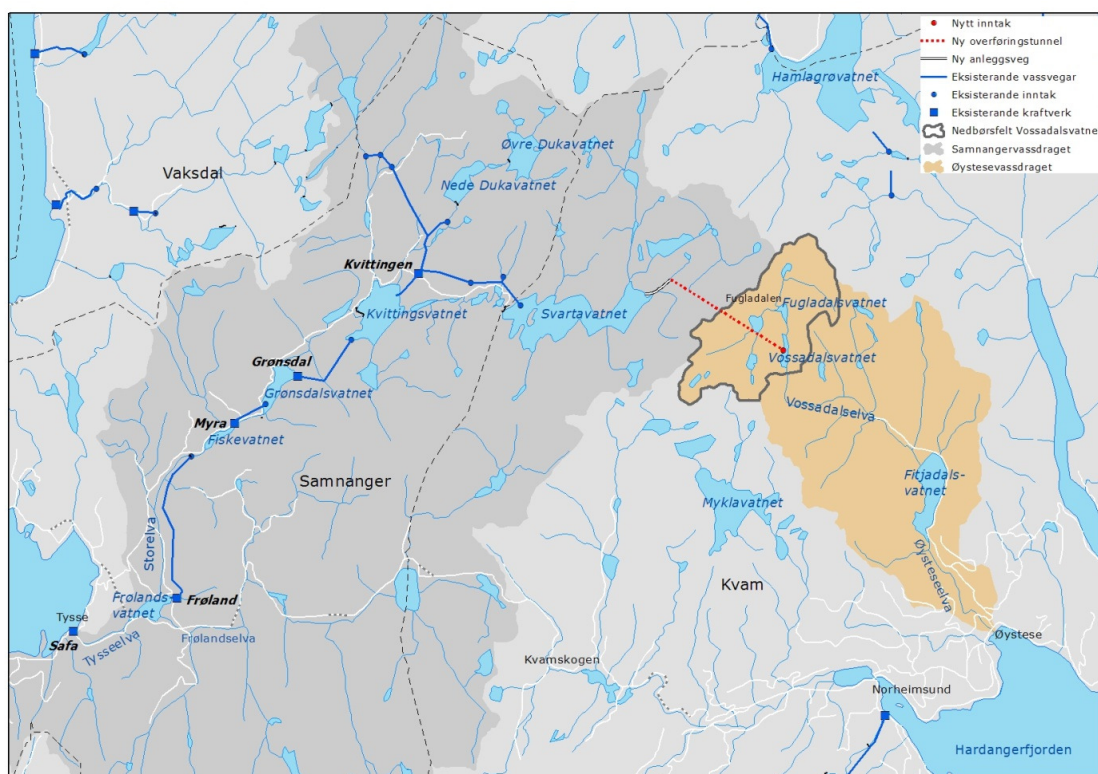 Nytt inntak
Ny overføringstunnel
Ny anleggsveg
Eksisterande vassvegar
Eksisterande inntak
Eksisterande kraftverk
Nedbørsfelt Vossadalsvatne
Samnangervassdraget
Øystesevassdraget
Hamlagrøvatnet
Øvre Dukavatnet
Vaksdal
Nede Dukavatnet
Kvittingen
Fugladalen
Fugladalsvatnet
Kvittingsvatnet
Svartavatnet
Grønsdal
Vossadalsvatnet
Grønsdalsvatnet
Vossadalselva
Myra
Fiskevatnet
Samnanger
Fitjadals-
vatnet
Myklavatnet
Storelva
Øysteseelva
Kvam
Frølands
vatnet
Frøland
Tysse
Safa
Tysseelva
Frølandselva
Øystese
Kvamskogen
Norheimsund
Hardangerfjorden